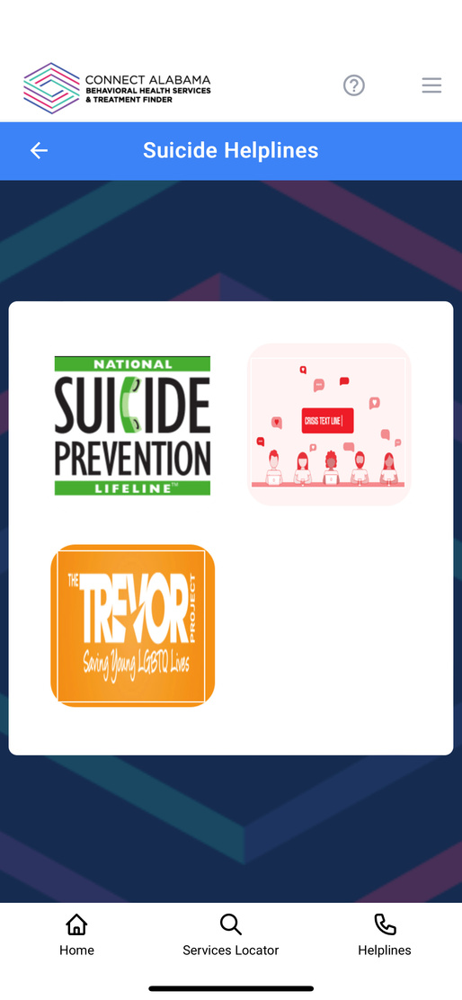 CONNECT ALABAMA
BEHAVIORAL HEALTH SERVICES
& TREATMENT FINDER
Suicide Helplines
NATIONAL
SUICIDE
PREVENTION
LIFELINE™
CRISIS TEXT LINE |
THE
TREVOR
PROJECT
Saving Young LGBTQ Lives
Home
Services Locator
Helplines